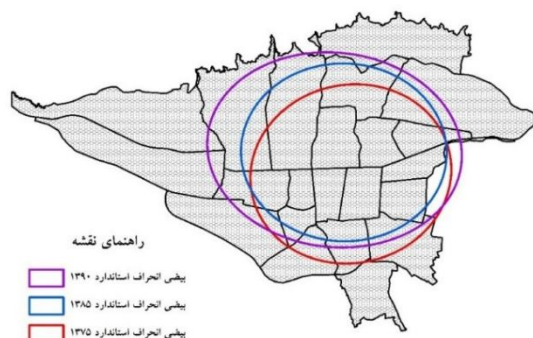 راهنمای نقشه
بیضی انحراف استاندارد ۱۳۹۰
بیضی انحراف استاندارد ۱۳۸۵
بیضی انحراف استاندارد ۱۳۷۵